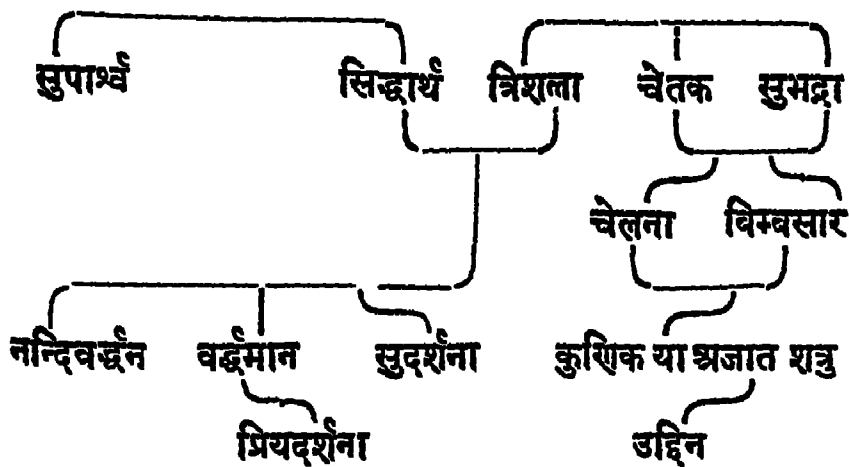 सुपार्श्व सिद्धार्थ त्रिशला चेतक सुभद्रा
चेलना बिम्बसार
नन्दिवर्द्धन वर्द्धमान सुदर्शना कुणिक या अजात शत्रु
प्रियदर्शना उद्दिन